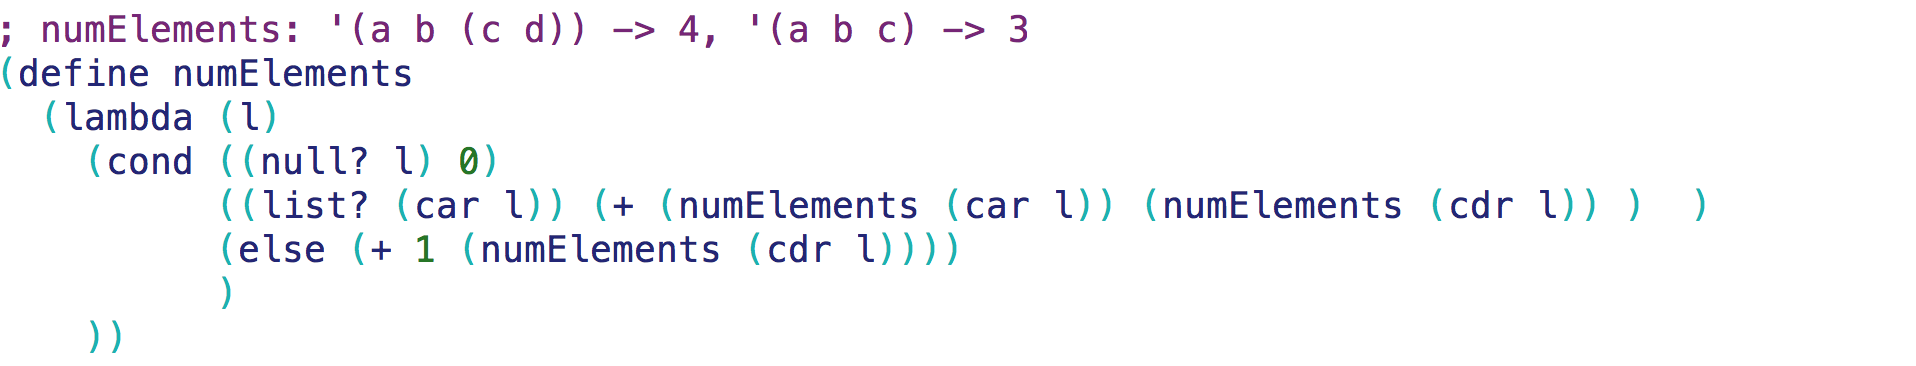 ; numElements: '(a b (c d)) -> 4, '(a b c) -> 3
(define numElements
  (lambda (l)
    (cond ((null? l) 0)
          ((list? (car l)) (+ (numElements (car l)) (numElements (cdr l)) )  )
          (else (+ 1 (numElements (cdr l))))
          )
    ))